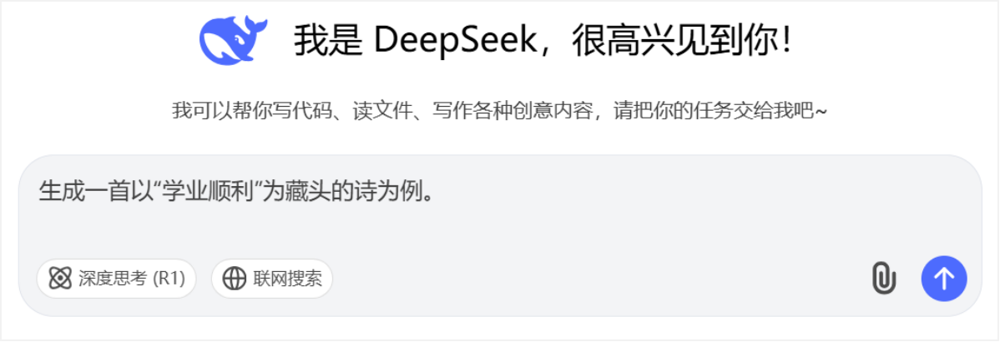 我是 DeepSeek，很高兴见到你！
我可以帮你写代码、读文件、写作各种创意内容，请把你的任务交给我吧~
生成一首以“学业顺利”为藏头的诗为例。
深度思考 (R1) 联网搜索